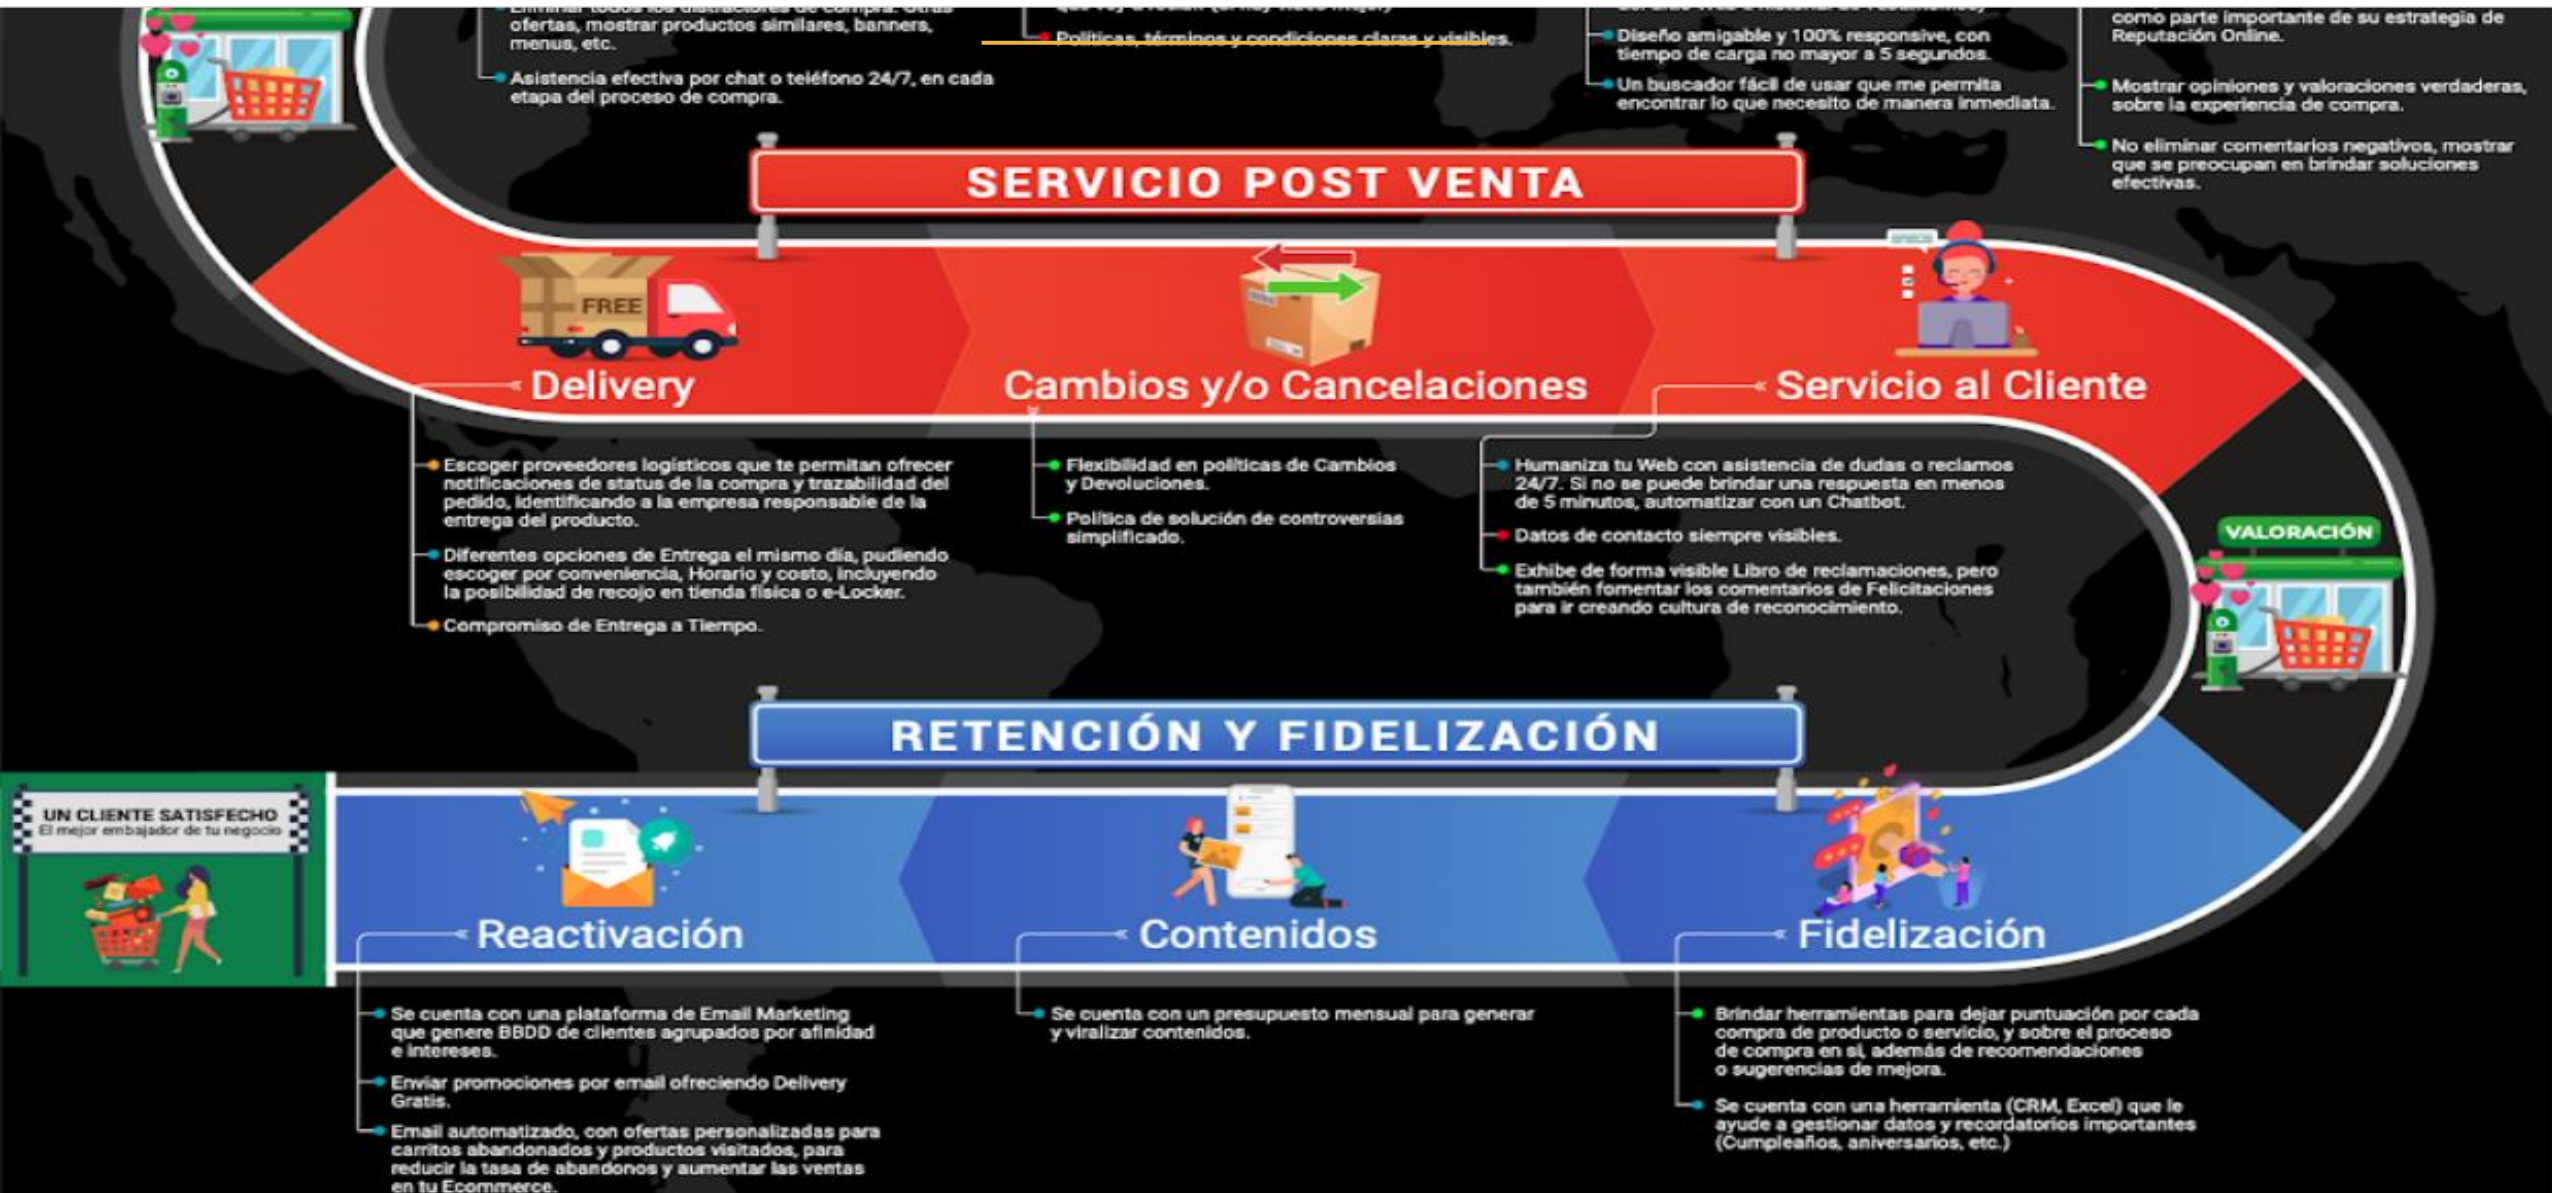 ofertas, mostrar productos similares, banners,
menus, etc.
Asistencia efectiva por chat o teléfono 24/7, en cada
etapa del proceso de compra.
Políticas, términos y condiciones claras y visibles.
Diseño amigable y 100% responsive, con
tiempo de carga no mayor a 5 segundos.
Un buscador fácil de usar que me permita
encontrar lo que necesito de manera inmediata.
como parte importante de su estrategia de
Reputación Online.
Mostrar opiniones y valoraciones verdaderas,
sobre la experiencia de compra.
No eliminar comentarios negativos, mostrar
que se preocupan en brindar soluciones
efectivas.
SERVICIO POST VENTA
FREE
Delivery
Cambios y/o Cancelaciones
Servicio al Cliente
Escoger proveedores logísticos que te permitan ofrecer
notificaciones de status de la compra y trazabilidad del
pedido, identificando a la empresa responsable de la
entrega del producto.
Diferentes opciones de Entrega el mismo día, pudiendo
escoger por conveniencia, Horario y costo, incluyendo
la posibilidad de recojo en tienda física o e-Locker.
Compromiso de Entrega a Tiempo.
Flexibilidad en políticas de Cambios
y Devoluciones.
Política de solución de controversias
simplificado.
Humaniza tu Web con asistencia de dudas o reclamos
24/7. Si no se puede brindar una respuesta en menos
de 5 minutos, automatizar con un Chatbot.
Datos de contacto siempre visibles.
Exhibe de forma visible Libro de reclamaciones, pero
también fomentar los comentarios de Felicitaciones
para ir creando cultura de reconocimiento.
VALORACIÓN
RETENCIÓN Y FIDELIZACIÓN
UN CLIENTE SATISFECHO
El mejor embajador de tu negocio
Reactivación
Contenidos
Fidelización
Se cuenta con una plataforma de Email Marketing
que genere BBDD de clientes agrupados por afinidad
e intereses.
Enviar promociones por email ofreciendo Delivery
Gratis.
Email automatizado, con ofertas personalizadas para
carritos abandonados y productos visitados, para
reducir la tasa de abandonos y aumentar las ventas
en tu Ecommerce.
Se cuenta con un presupuesto mensual para generar
y viralizar contenidos.
Brindar herramientas para dejar puntuación por cada
compra de producto o servicio, y sobre el proceso
de compra en sí, además de recomendaciones
o sugerencias de mejora.
Se cuenta con una herramienta (CRM, Excel) que le
ayude a gestionar datos y recordatorios importantes
(Cumpleaños, aniversarios, etc.)